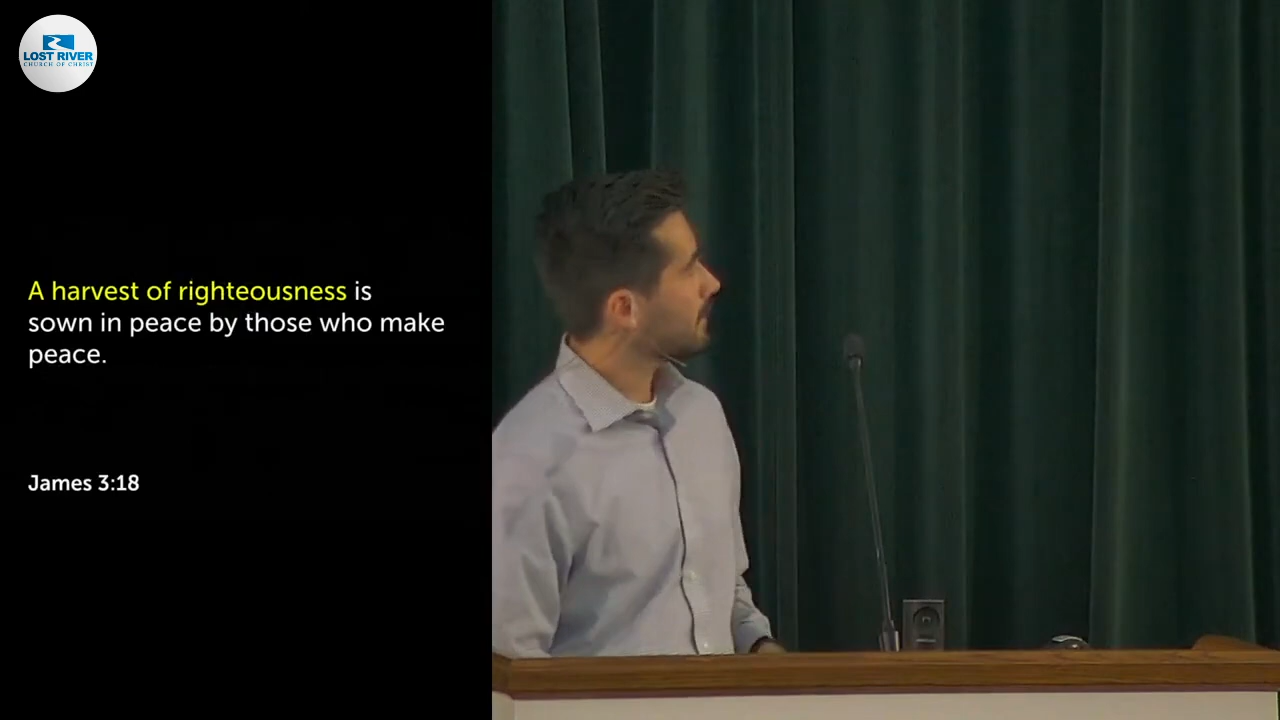 LOST RIVER
CHURCH OF CHRIST
A harvest of righteousness is
sown in peace by those who make
peace.
James 3:18